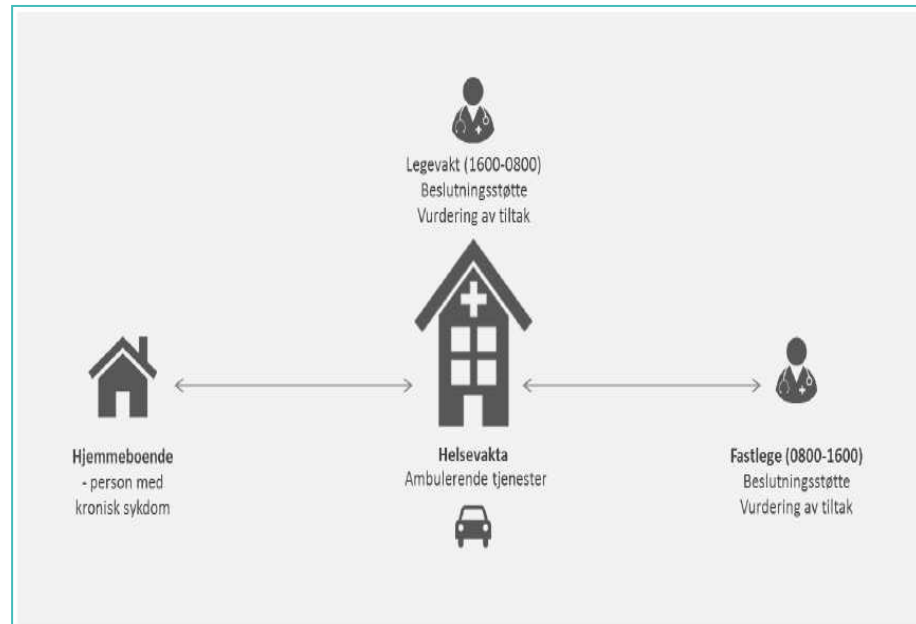 Legevakt (1600-0800)
Beslutningsstøtte
Vurdering av tiltak
Hjemmeboende
- person med
kronisk sykdom
Helsevakta
Ambulerende tjenester
Fastlege (0800-1600)
Beslutningsstøtte
Vurdering av tiltak